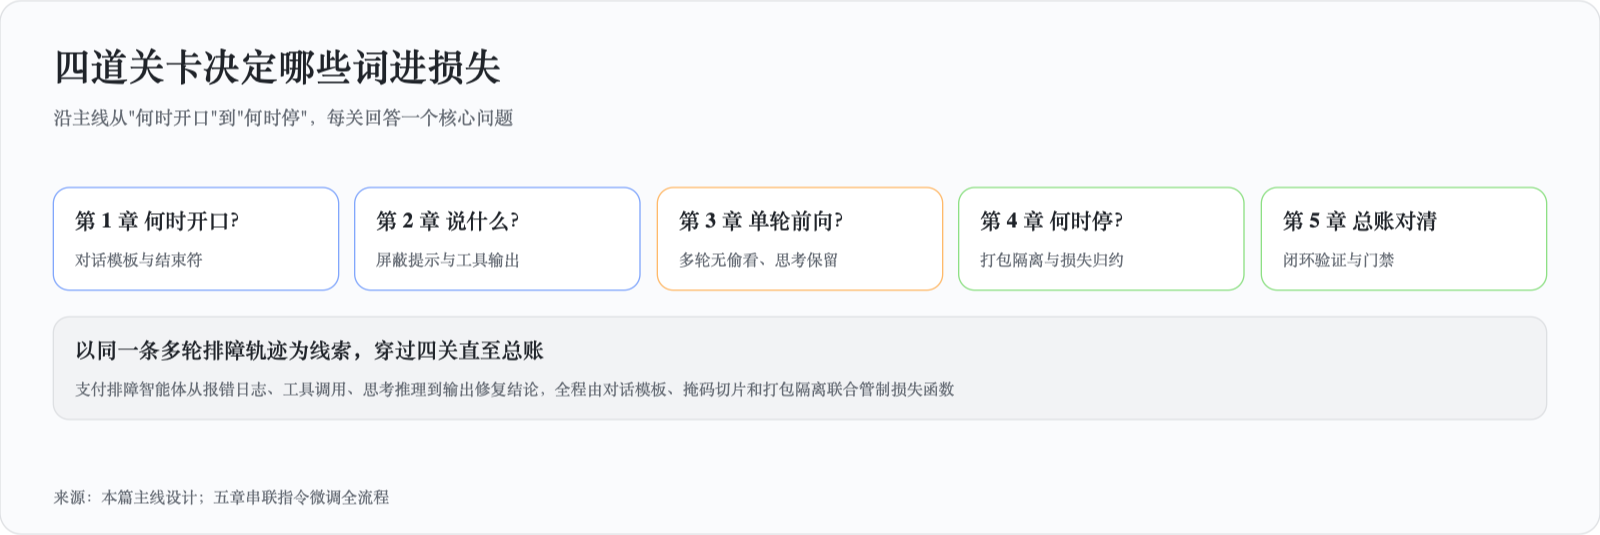 四道关卡决定哪些词进损失
沿主线从"何时开口"到"何时停"，每关回答一个核心问题
第 1 章 何时开口?
对话模板与结束符
第 2 章 说什么?
屏蔽提示与工具输出
第 3 章 单轮前向?
多轮无偷看、思考保留
第 4 章 何时停?
打包隔离与损失归约
第 5 章 总账对清
闭环验证与门禁
以同一条多轮排障轨迹为线索，穿过四关直至总账
支付排障智能体从报错日志、工具调用、思考推理到输出修复结论，全程由对话模板、掩码切片和打包隔离联合管制损失函数
来源：本篇主线设计；五章串联指令微调全流程